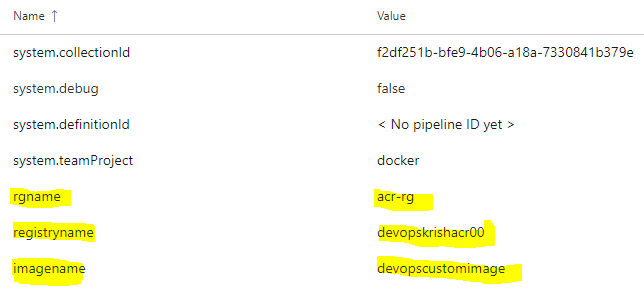 Name ↑ Value
system.collectionId f2df251b-bfe9-4b06-a18a-7330841b379e
system.debug false
system.definitionId < No pipeline ID yet >
system.teamProject docker
rgname acr-rg
registryname devopskrishacr00
imagename devopscustomimage